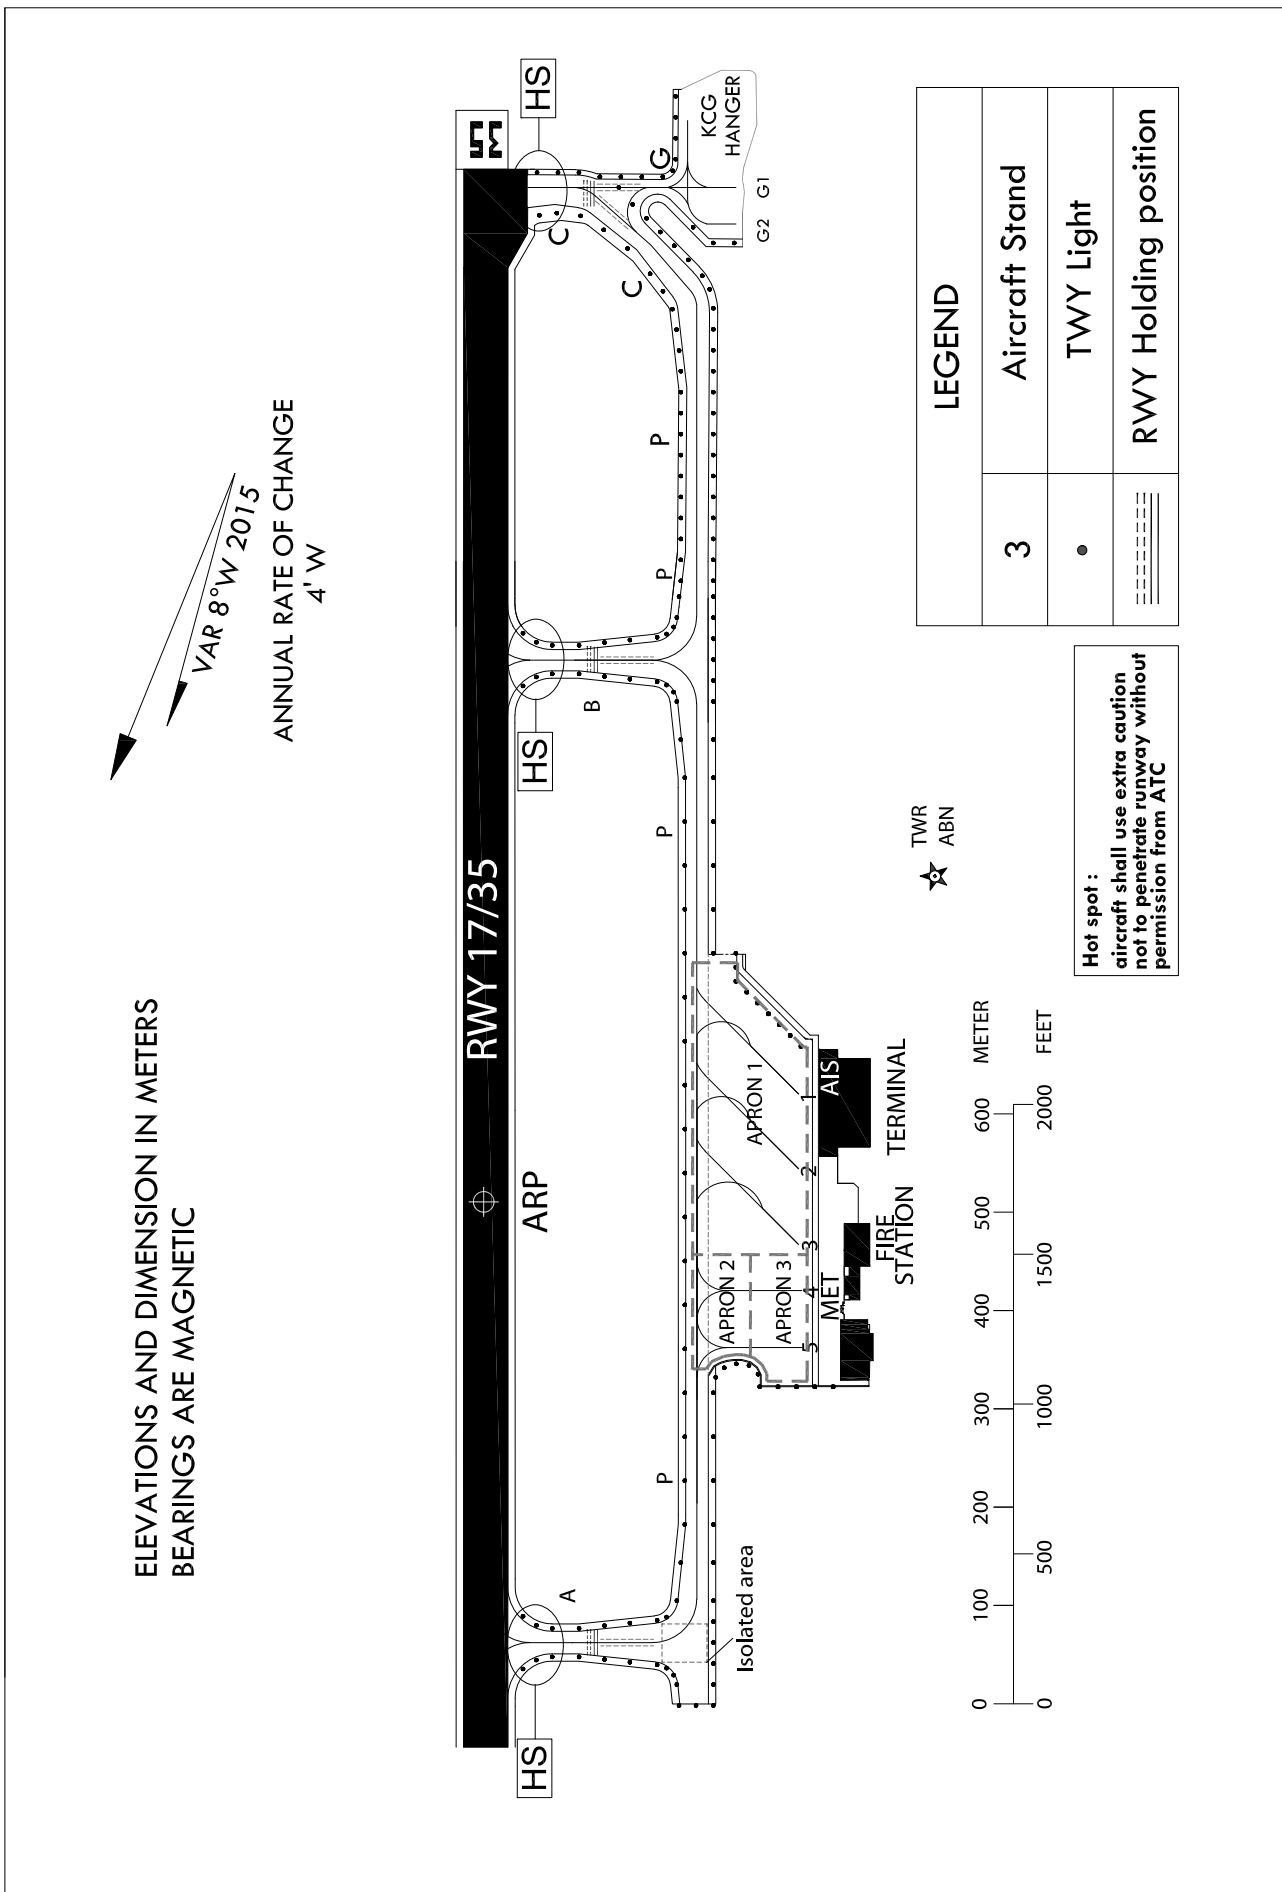 ELEVATIONS AND DIMENSION IN METERS
BEARINGS ARE MAGNETIC
VAR 8°W 2015
ANNUAL RATE OF CHANGE
4' W
RWY 17/35
ARP
HS
HS
HS
A
B
C
C
G
P
P
P
P
KCG
HANGER
G2
G1
Isolated area
APRON 2
APRON 3
APRON 1
5
4
3
2
1
MET
AIS
FIRE
STATION
TERMINAL
TWR
ABN
LEGEND
3
Aircraft Stand
TWY Light
RWY Holding position
0
100
200
300
400
500
600
METER
0
500
1000
1500
2000
FEET
Hot spot :
aircraft shall use extra caution
not to penetrate runway without
permission from ATC